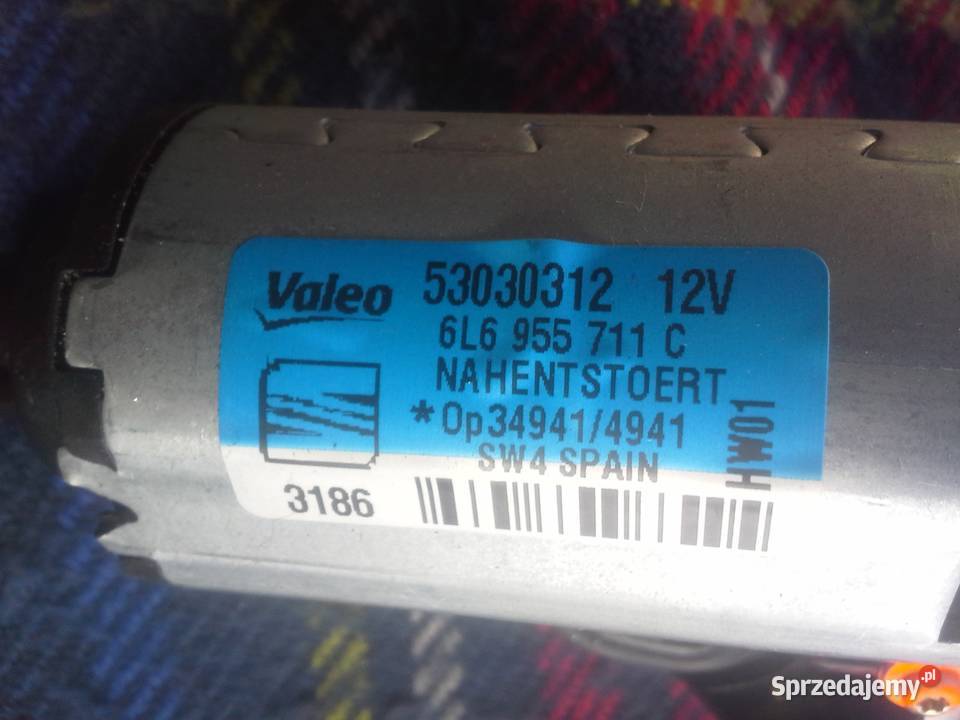 Valeo 53030312 12V
6L6 955 711 C
NAHENTSTOERT
*Op34941/4941
SW4 SPAIN
HW01
3186
Sprzedajemy.pl